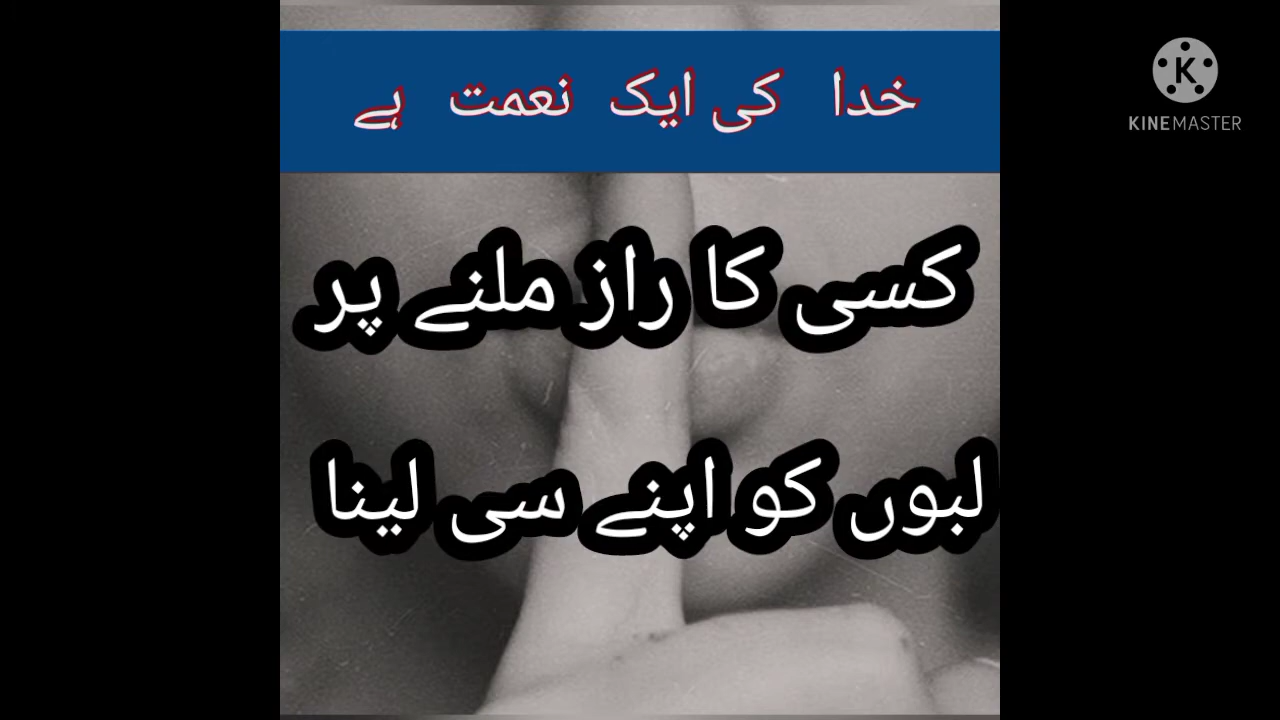 خدا کی ایک نعمت ہے
KINEMASTER
کسی کا راز ملنے پر
لبوں کو اپنے سی لینا